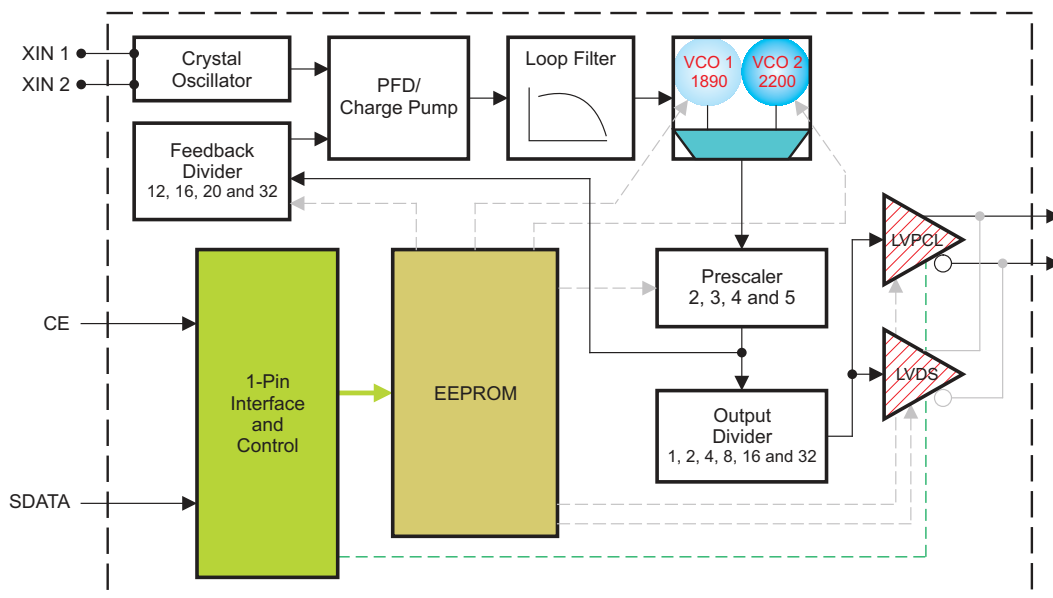 XIN 1
XIN 2
Crystal
Oscillator
PFD/
Charge Pump
Loop Filter
VCO 1
1890
VCO 2
2200
Feedback
Divider
12, 16, 20 and 32
LVPCL
Prescaler
2, 3, 4 and 5
CE
1-Pin
Interface
and
Control
EEPROM
LVDS
Output
Divider
1, 2, 4, 8, 16 and 32
SDATA